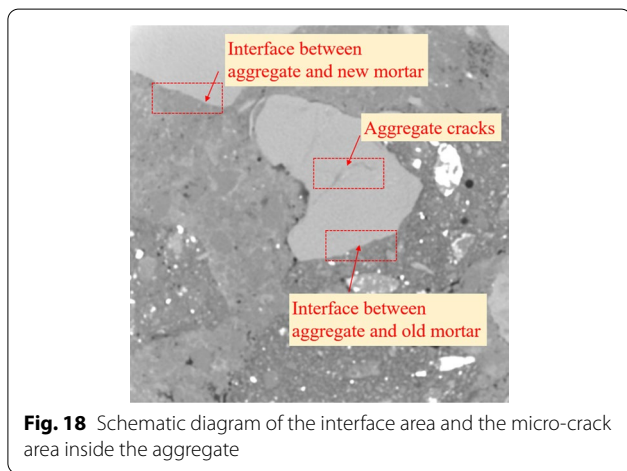 Interface between
aggregate and new mortar
Aggregate cracks
Interface between
aggregate and old mortar
Fig. 18 Schematic diagram of the interface area and the micro-crack
area inside the aggregate